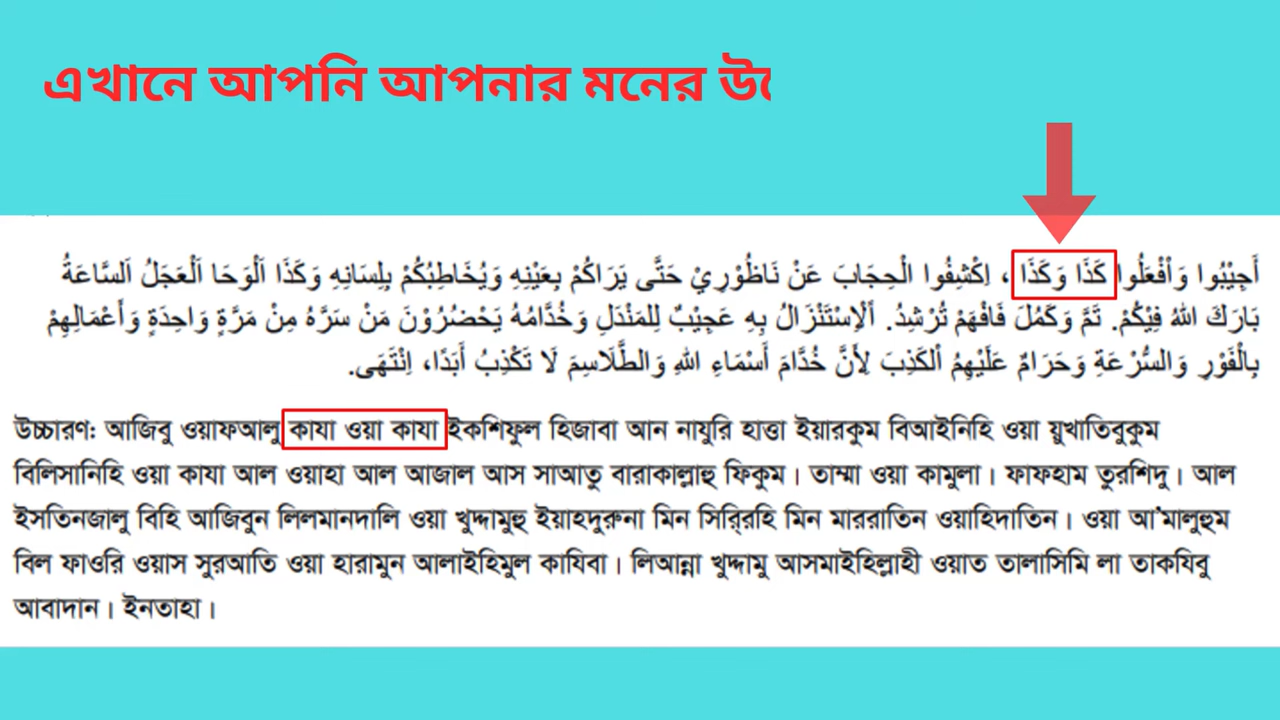 এখানে আপনি আপনার মনের
أَجِيْبُوا وَاْفْعَلُوا كَذَا وَكَذَا ، اِكْشِفُوا الْحِجَابَ عَنْ نَاظُوْرِيْ حَتَّى يَرَاكُمْ بِعَيْنِهِ وَيُخَاطِبُكُمْ بِلِسَانِهِ وَكَذَا اَلْوَحَا اَلْعَجَلُ اَلسَّاعَةُ
بَارَكَ اللهُ فِيْكُمْ. تَمَّ وَكَمُلَ فَافْهَمْ تُرْشِدُ. اَلْاِسْتَنْزَالُ بِهِ عَجِيْبٌ لِلمَنْدَلِ وَخُدَّامُهُ يَحْضُرُوْنَ مَنْ سَرَّهُ مِنْ مَرَّةٍ وَاحِدَةٍ وَأَعْمَالِهِمْ
بِالْفَوْرِ وَالسُّرْعَةِ وَحَرَامٌ عَلَيْهِمُ اْلكَذِبَ لِأَنَّ خُدَّامَ أَسْمَاءِ اللهِ وَالطَّلَاسِمَ لَا تَكْذِبُ أَبَدًا، اِنْتَهَى.
উচ্চারণ: আজিবু ওয়াফআলু কাযা ওয়া কাযা ইকশিফুল হিজাবা আন নাযুরি হাত্তা ইয়ারকুম বিআইনিহি ওয়া য়ুখাতিবুকুম
বিলিসানিহি ওয়া কাযা আল ওয়াহা আল আজাল আস সাআতু বারাকাল্লাহু ফিকুম। তাম্মা ওয়া কামুলা। ফাফহাম তুরশিদু। আল
ইসতিনজালু বিহি আজিবুন লিলমানদালি ওয়া খুদ্দামুহু ইয়াহদুরুনা মিন সির্রিহি মিন মাররাতিন ওয়াহিদাতিন। ওয়া আ'মালুহুম
বিল ফাওরি ওয়াস সুরআতি ওয়া হারামুন আলাইহিমুল কাযিবা। লিআন্না খুদ্দামু আসমাইহিল্লাহী ওয়াত তালাসিমি লা তাকযিবু
আবাদান। ইনতাহা।